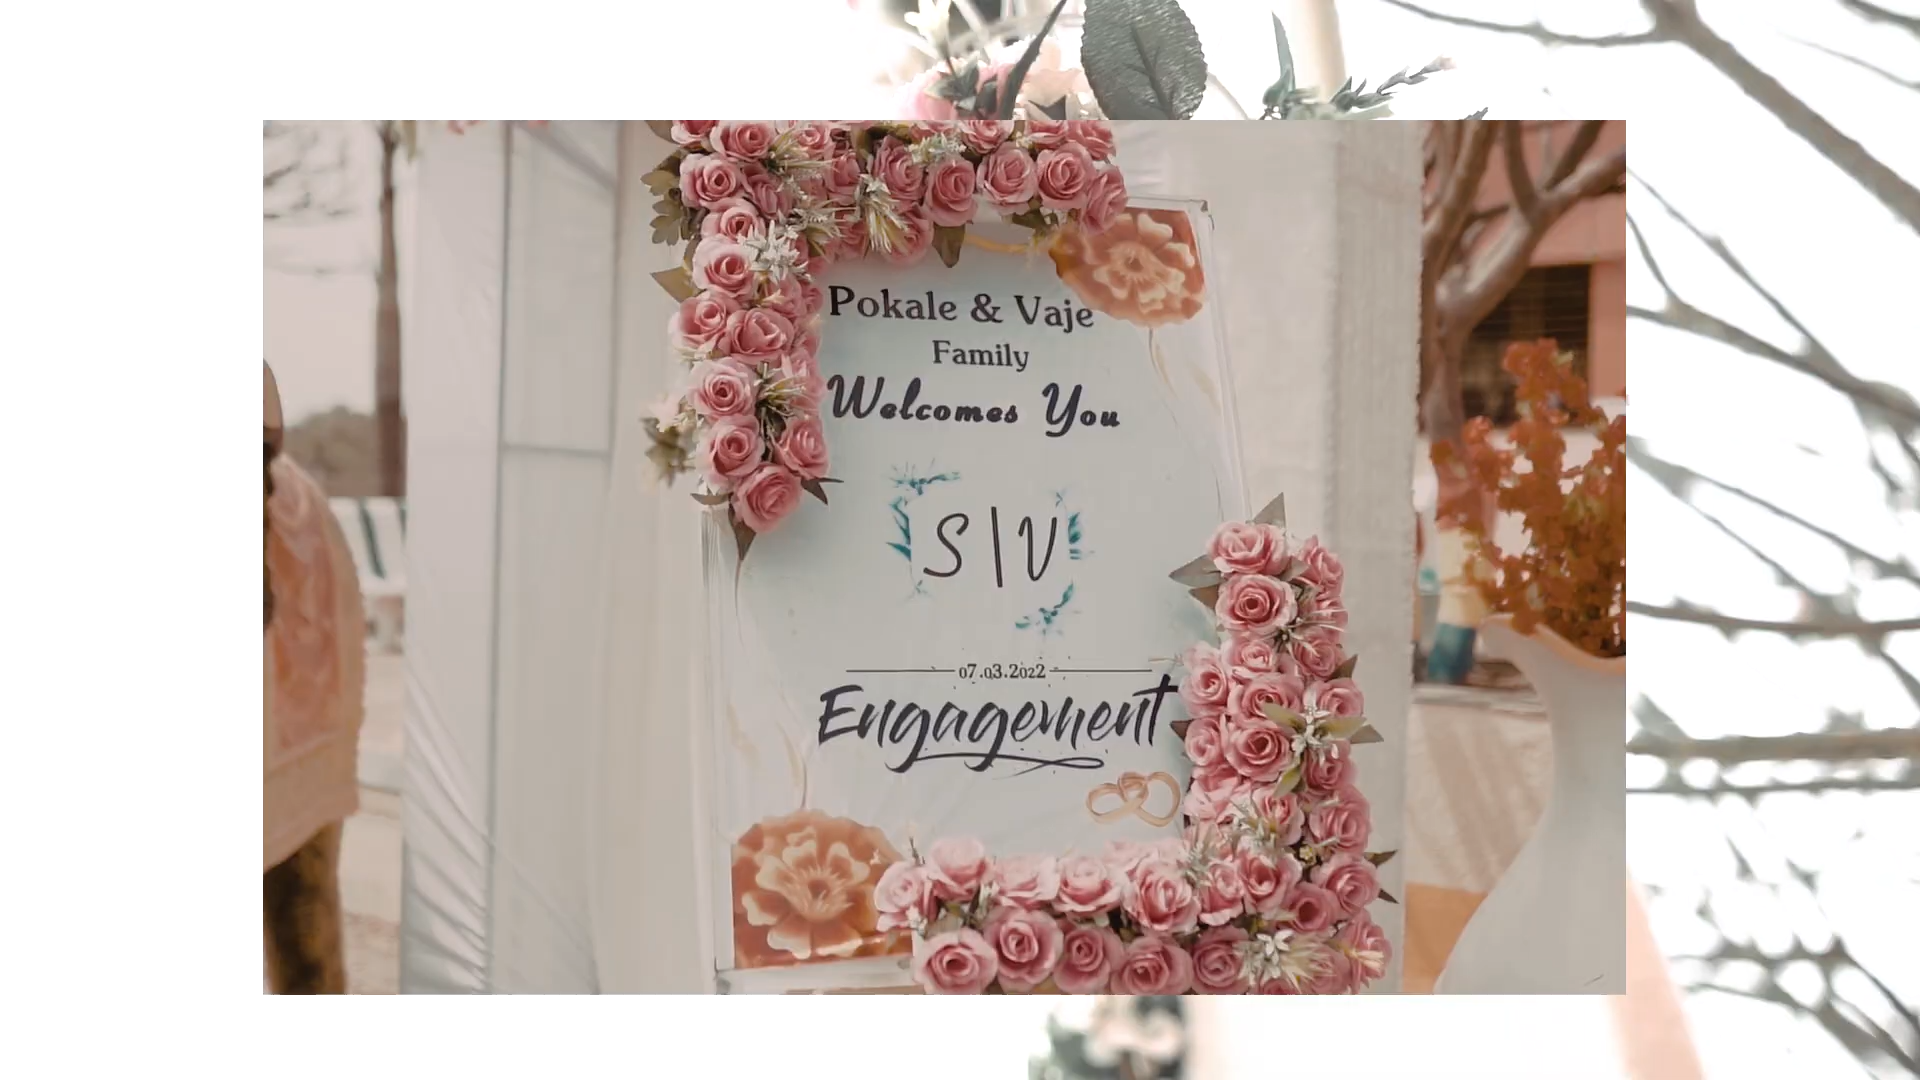 Pokale & Vaje
Family
Welcomes You
S|V
07.03.2022
Engagement